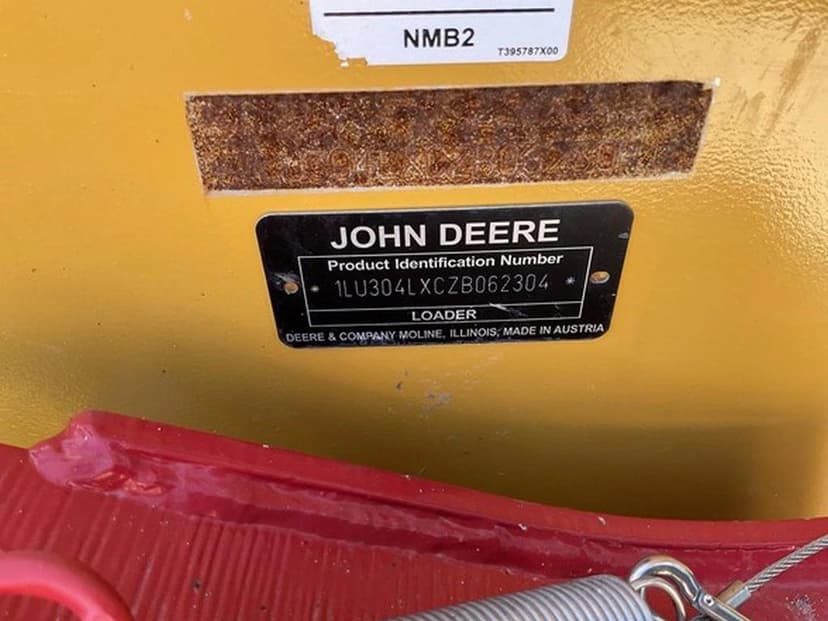 NMB2
T395787X00
JOHN DEERE
Product Identification Number
* 1LU304LXCZB062304 *
LOADER
DEERE & COMPANY MOLINE, ILLINOIS, MADE IN AUSTRIA